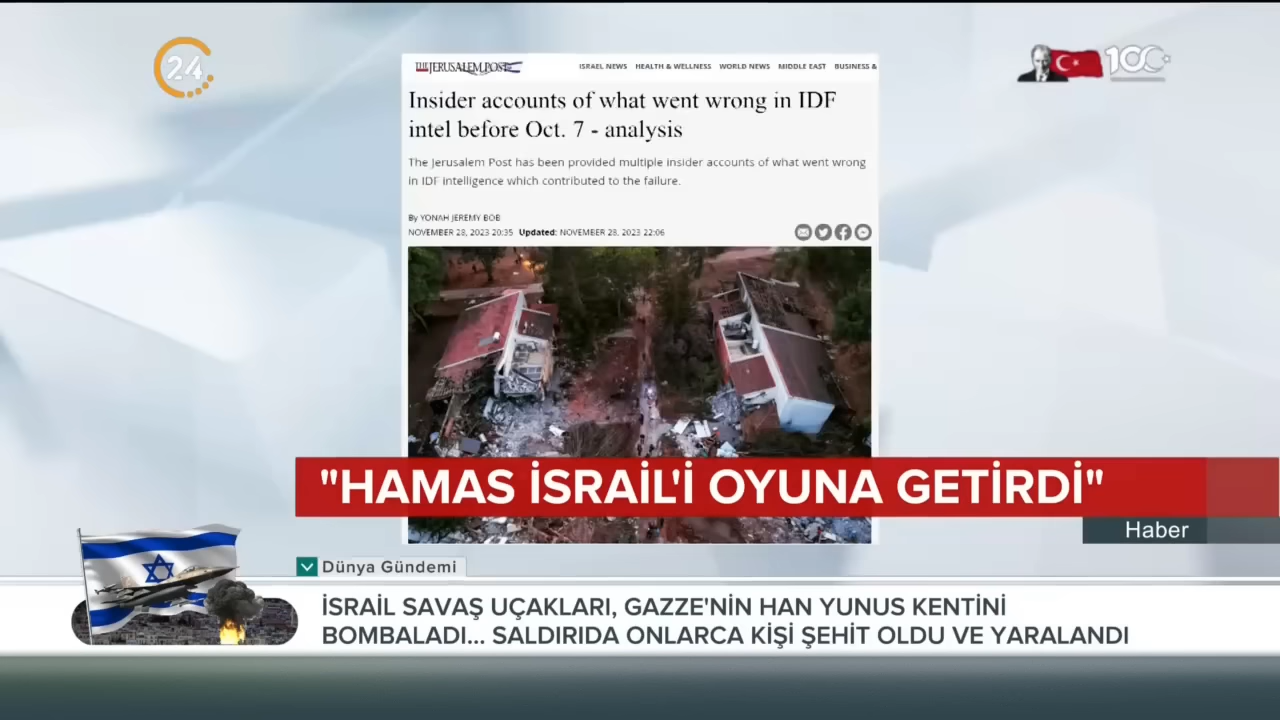 24
100
THE JERUSALEM POST
ISRAEL NEWS HEALTH & WELLNESS WORLD NEWS MIDDLE EAST BUSINESS &
Insider accounts of what went wrong in IDF
intel before Oct. 7 - analysis
The Jerusalem Post has been provided multiple insider accounts of what went wrong
in IDF intelligence which contributed to the failure.
By YONAH JEREMY BOB
NOVEMBER 28, 2023 20:35 Updated: NOVEMBER 28, 2023 22:06
"HAMAS İSRAİL'İ OYUNA GETİRDİ"
Haber
Dünya Gündemi
İSRAİL SAVAŞ UÇAKLARI, GAZZE'NİN HAN YUNUS KENTİNİ
BOMBALADI... SALDIRIDA ONLARCA KİŞİ ŞEHİT OLDU VE YARALANDI